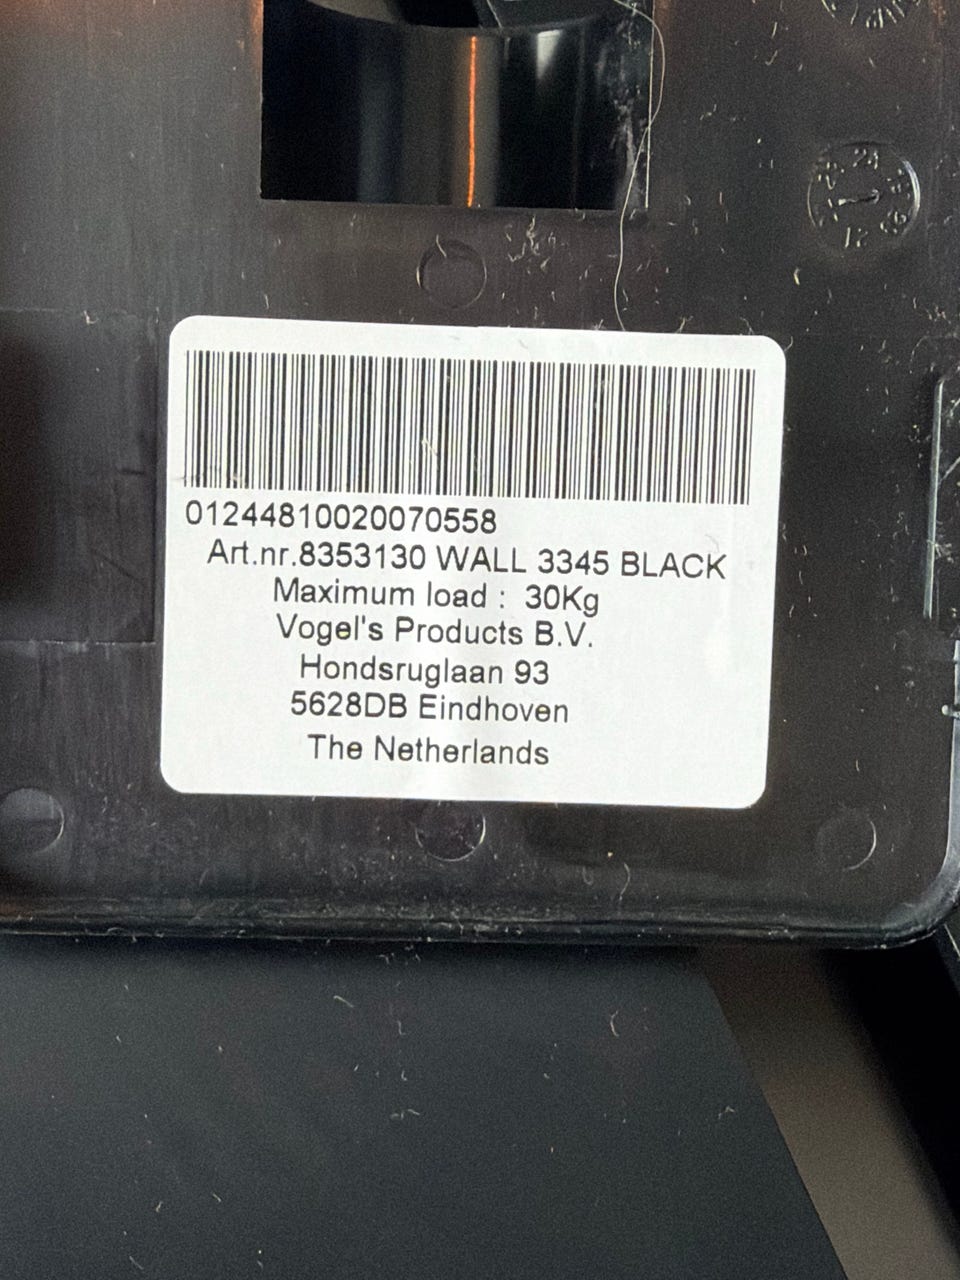 01244810020070558
Art.nr.8353130 WALL 3345 BLACK
Maximum load : 30Kg
Vogel's Products B.V.
Hondsruglaan 93
5628DB Eindhoven
The Netherlands